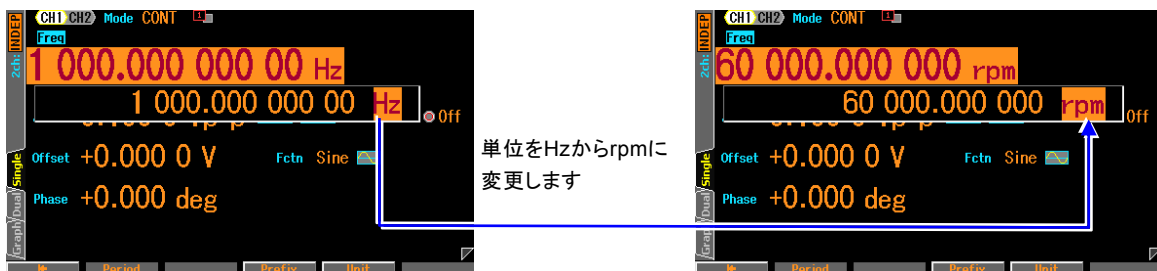 2ch: INDEP
CH1 CH2 Mode CONT 1
Freq
1 000.000 000 00 Hz
1 000.000 000 00 Hz
Off
Offset +0.000 0 V Fctn Sine
Phase +0.000 deg
Single
Dual
Graph
Period Prefix Unit
単位をHzからrpmに
変更します
2ch: INDEP
CH1 CH2 Mode CONT 1
Freq
60 000.000 000 rpm
60 000.000 000 rpm
Off
Offset +0.000 0 V Fctn Sine
Phase +0.000 deg
Single
Dual
Graph
Period Prefix Unit